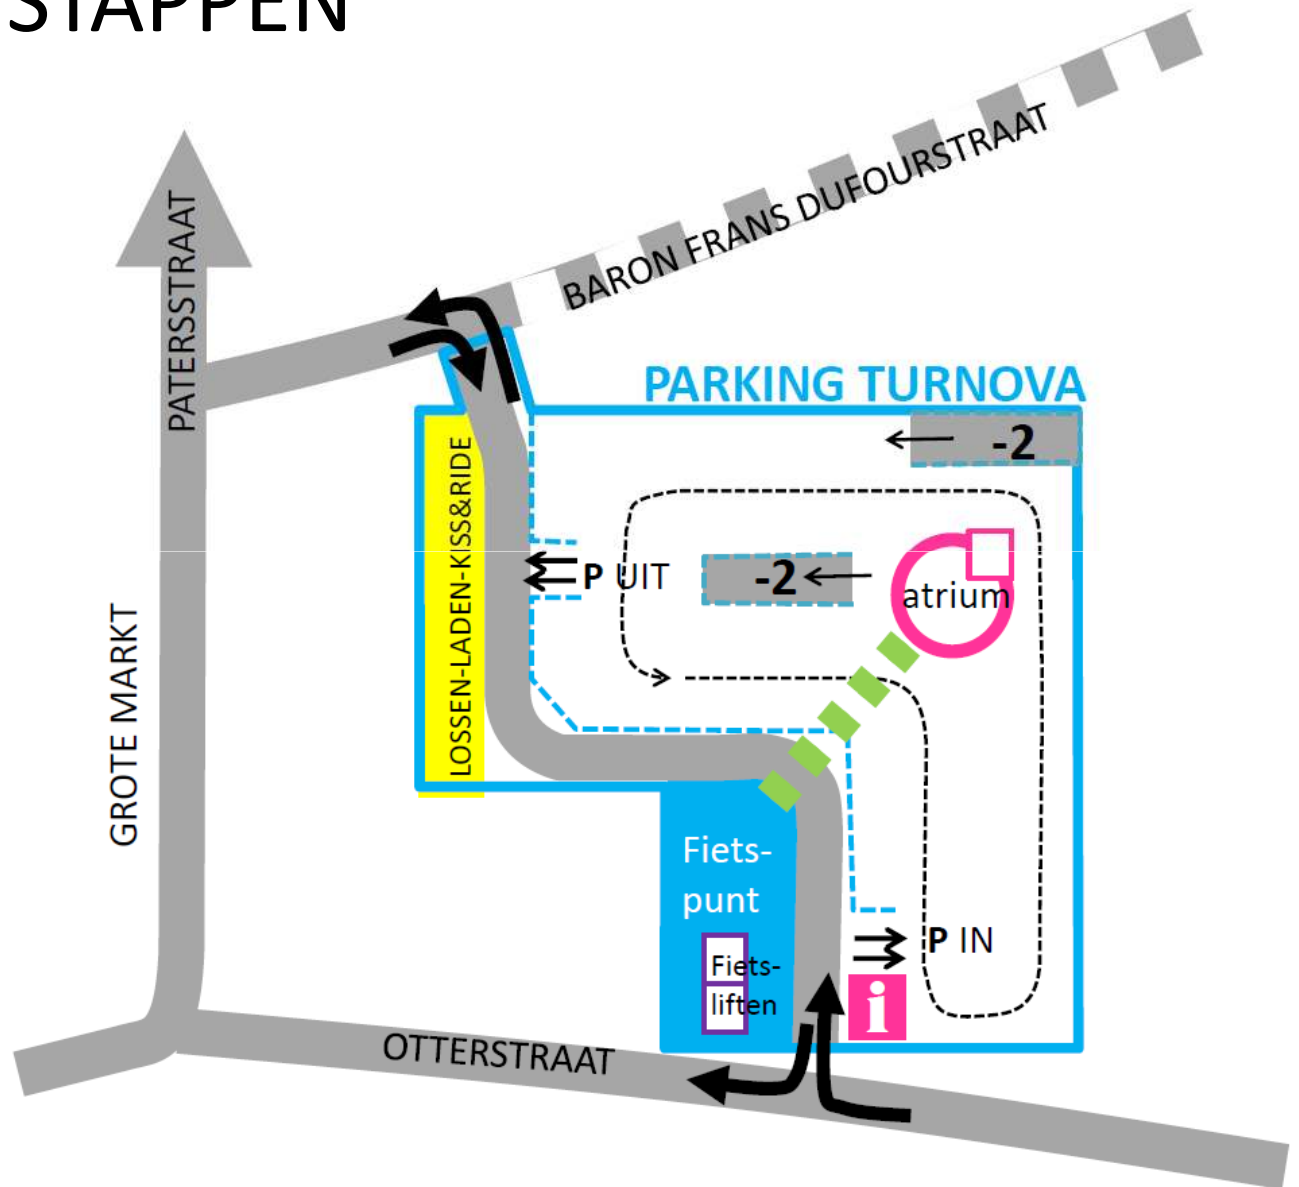 STAPPEN
BARON FRANS DUFOURSTRAAT
PATERSSTRAAT
PARKING TURNOVA
-2
LOSSEN-LADEN-KISS&RIDE
P UIT
-2
atrium
GROTE MARKT
Fiets-
punt
P IN
Fiets-
liften
i
OTTERSTRAAT